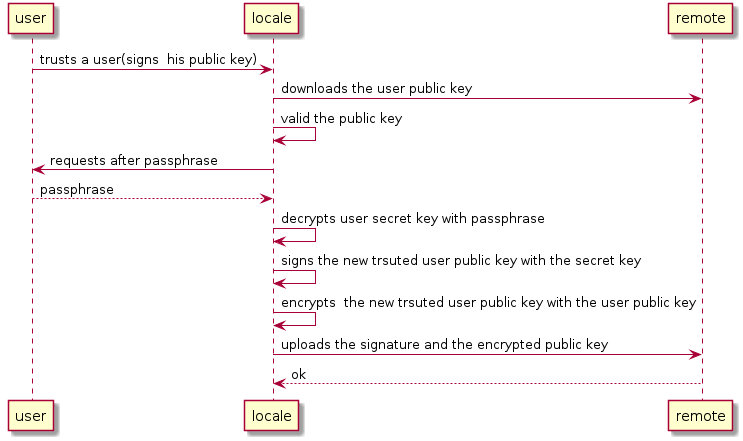 user locale remote
trusts a user(signs  his public key)
downloads the user public key
valid the public key
requests after passphrase
passphrase
decrypts user secret key with passphrase
signs the new trsuted user public key with the secret key
encrypts  the new trsuted user public key with the user public key
uploads the signature and the encrypted public key
ok
user locale remote